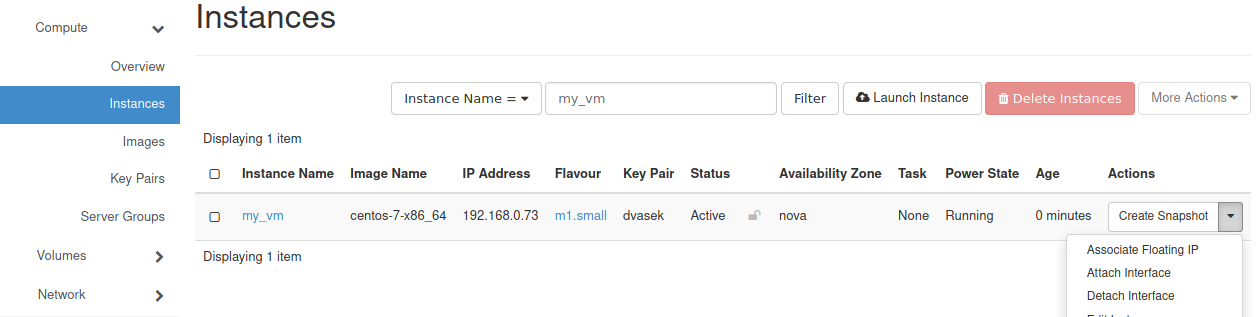 Instances
Compute
Overview
Instances
Images
Key Pairs
Server Groups
Volumes
Network
Instance Name = my_vm Filter Launch Instance Delete Instances More Actions
Displaying 1 item
Instance Name Image Name IP Address Flavour Key Pair Status Availability Zone Task Power State Age Actions
my_vm centos-7-x86_64 192.168.0.73 m1.small dvasek Active nova None Running 0 minutes Create Snapshot
Displaying 1 item
Associate Floating IP
Attach Interface
Detach Interface